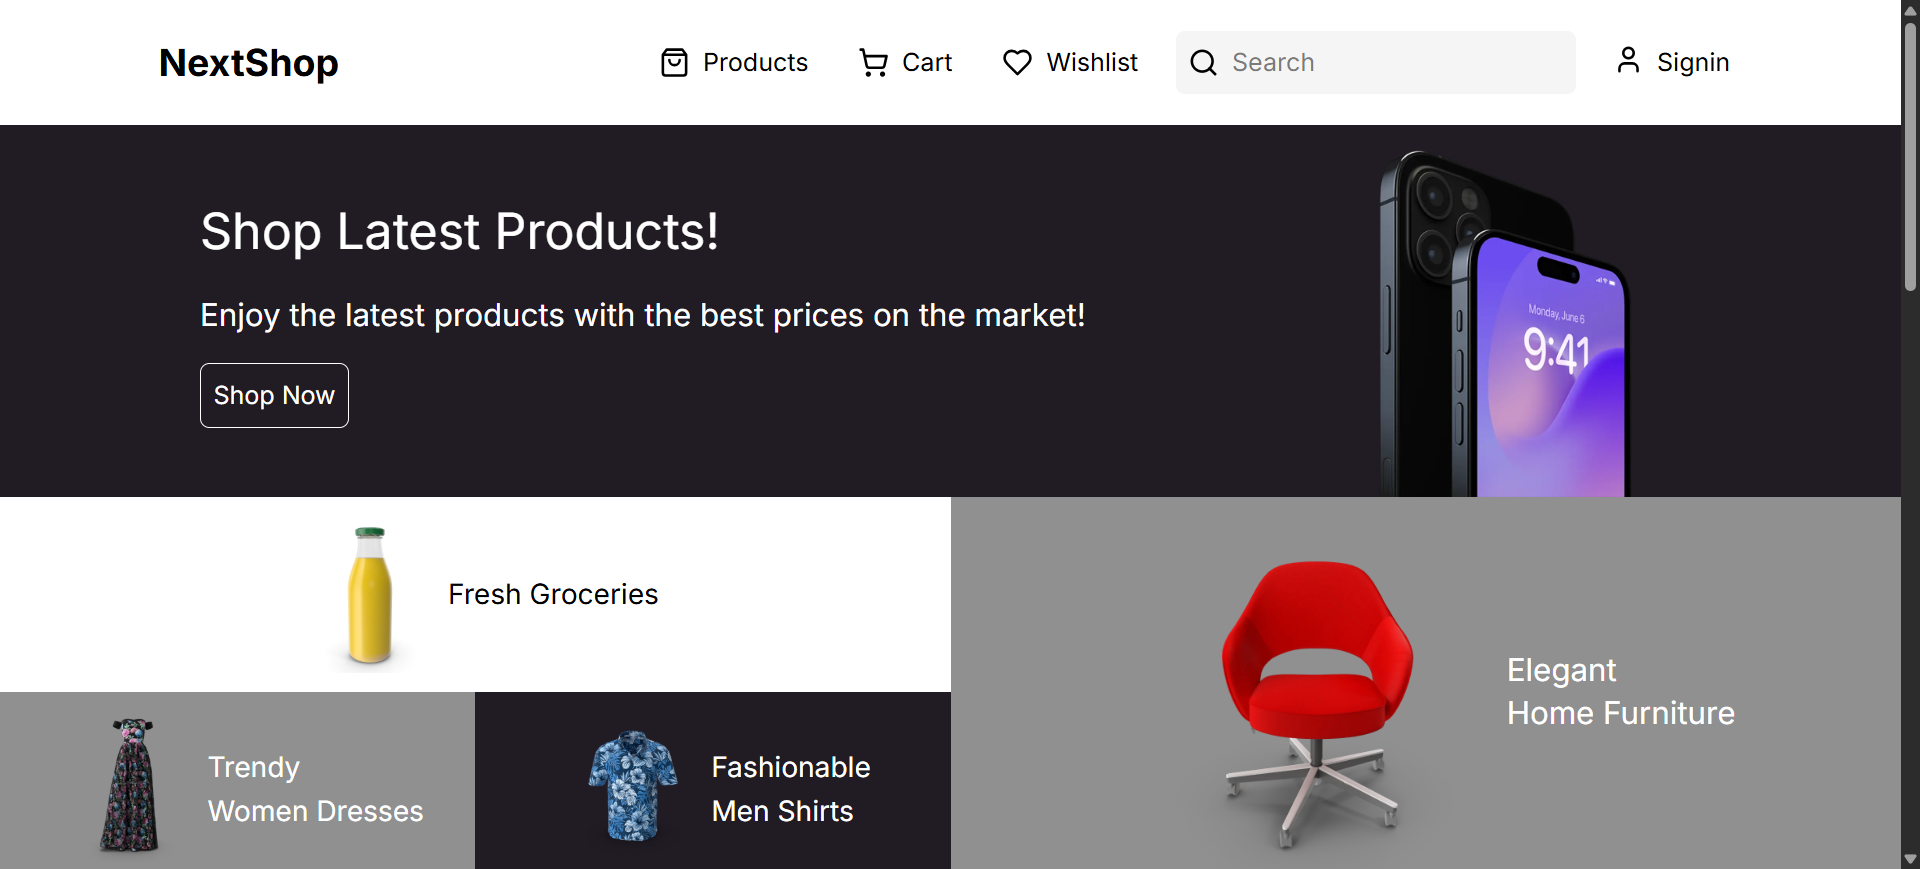 NextShop
Products
Cart
Wishlist
Search
Signin
Shop Latest Products!
Enjoy the latest products with the best prices on the market!
Shop Now
Monday, June 6
9:41
Fresh Groceries
Elegant
Home Furniture
Trendy
Women Dresses
Fashionable
Men Shirts